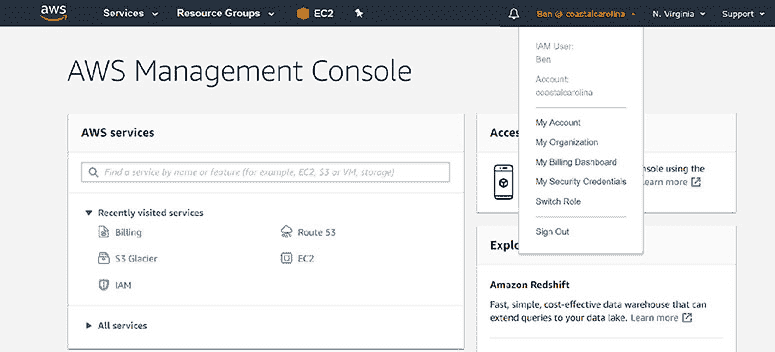 aws
Services
Resource Groups
EC2
Ben @ coastalcarolina
N. Virginia
Support
IAM User:
Ben
Account:
coastalcarolina
My Account
My Organization
My Billing Dashboard
My Security Credentials
Switch Role
Sign Out
AWS Management Console
AWS services
Find a service by name or feature (for example, EC2, S3 or VM, storage)
Recently visited services
Billing
Route 53
S3 Glacier
EC2
IAM
All services
Acces
nsole using the
earn more
Explo
Amazon Redshift
Fast, simple, cost-effective data warehouse that can
extend queries to your data lake. Learn more